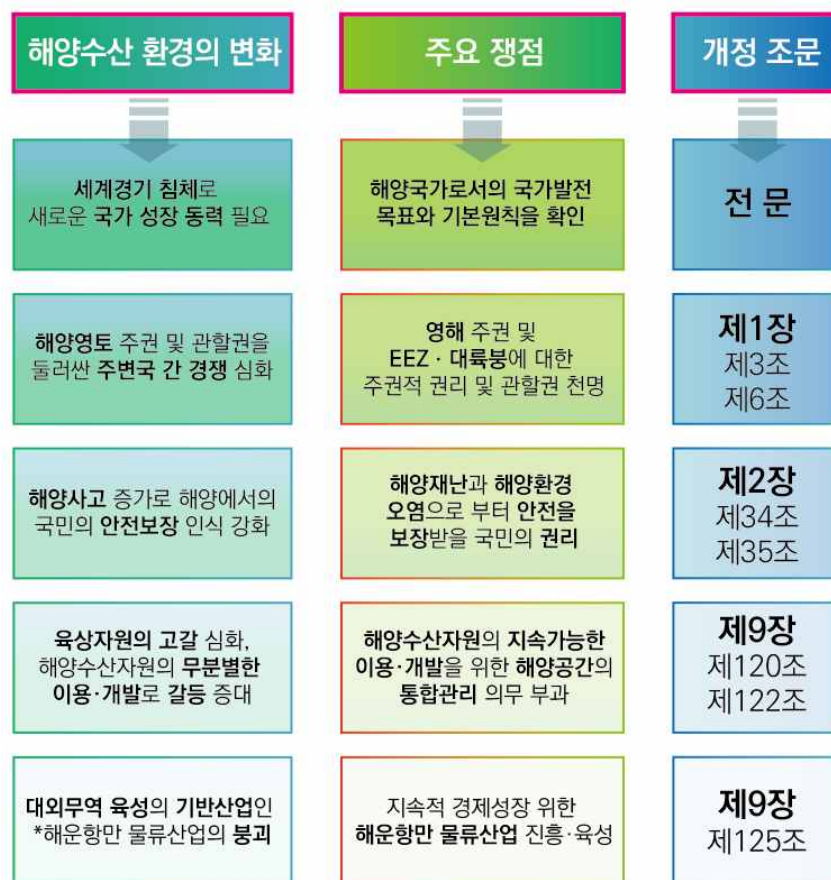 해양수산 환경의 변화
주요 쟁점
개정 조문
세계경기 침체로
새로운 국가 성장 동력 필요
해양국가로서의 국가발전
목표와 기본원칙을 확인
전 문
해양영토 주권 및 관할권을
둘러싼 주변국 간 경쟁 심화
영해 주권 및
EEZ · 대륙붕에 대한
주권적 권리 및 관할권 천명
제1장
제3조
제6조
해양사고 증가로 해양에서의
국민의 안전보장 인식 강화
해양재난과 해양환경
오염으로 부터 안전을
보장받을 국민의 권리
제2장
제34조
제35조
육상자원의 고갈 심화,
해양수산자원의 무분별한
이용·개발로 갈등 증대
해양수산자원의 지속가능한
이용·개발을 위한 해양공간의
통합관리 의무 부과
제9장
제120조
제122조
대외무역 육성의 기반산업인
*해운항만 물류산업의 붕괴
지속적 경제성장 위한
해운항만 물류산업 진흥·육성
제9장
제125조